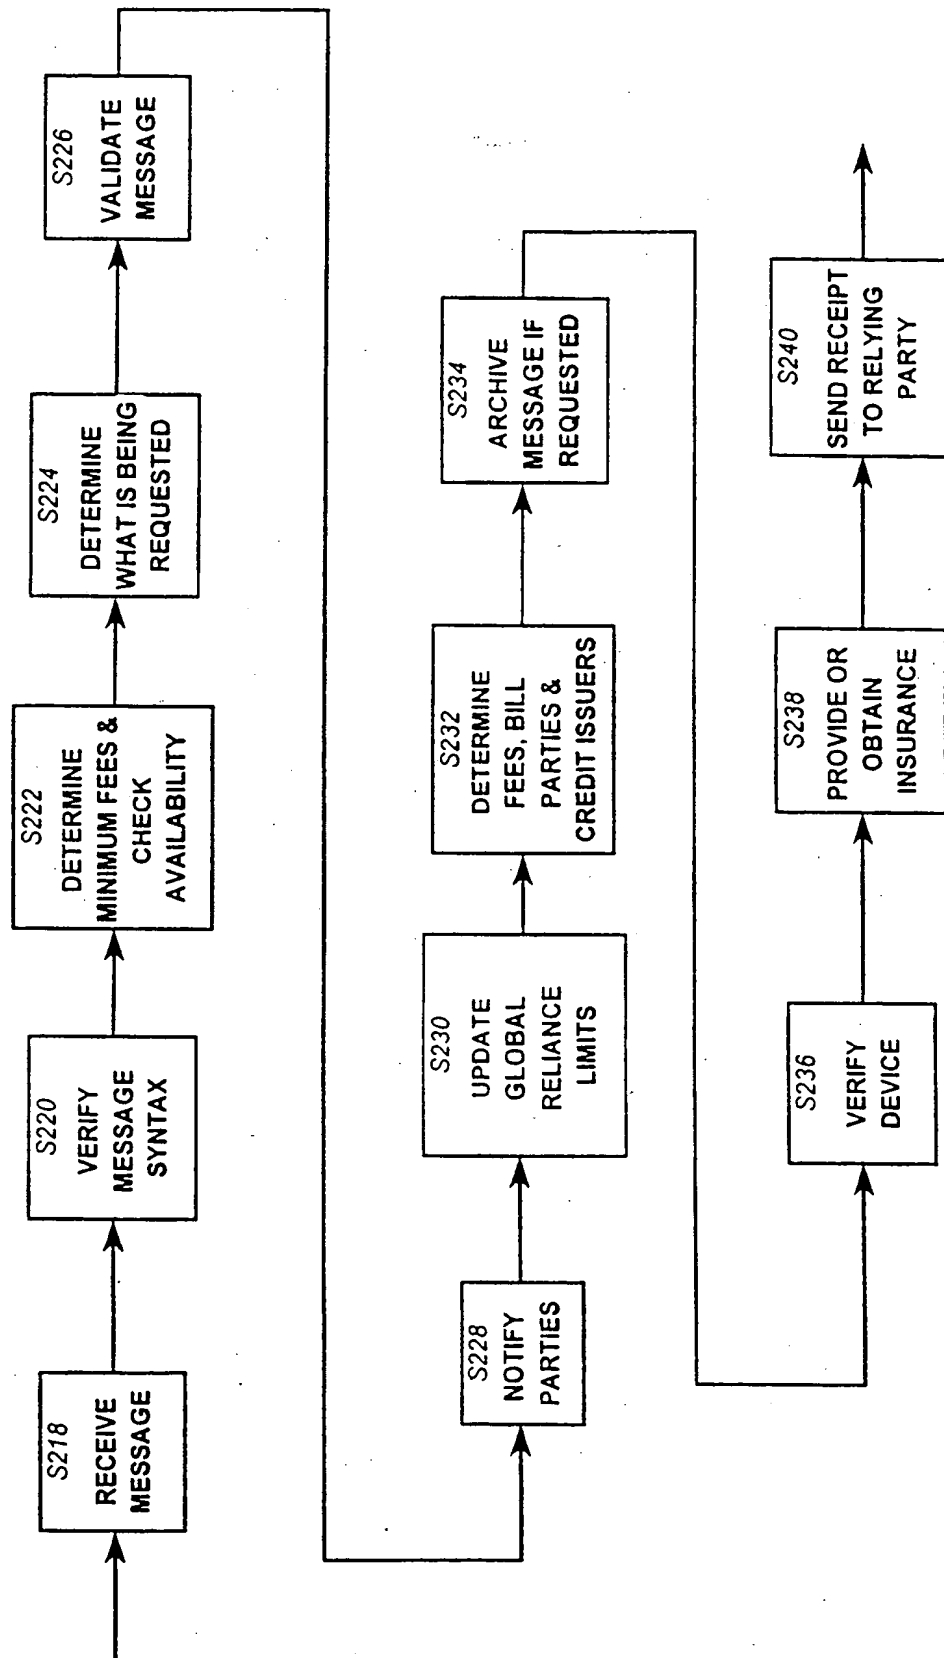 S218
RECEIVE
MESSAGE
S220
VERIFY
MESSAGE
SYNTAX
S222
DETERMINE
MINIMUM FEES &
CHECK
AVAILABILITY
S224
DETERMINE
WHAT IS BEING
REQUESTED
S226
VALIDATE
MESSAGE
S228
NOTIFY
PARTIES
S230
UPDATE
GLOBAL
RELIANCE
LIMITS
S232
DETERMINE
FEES, BILL
PARTIES &
CREDIT ISSUERS
S234
ARCHIVE
MESSAGE IF
REQUESTED
S236
VERIFY
DEVICE
S238
PROVIDE OR
OBTAIN
INSURANCE
S240
SEND RECEIPT
TO RELYING
PARTY